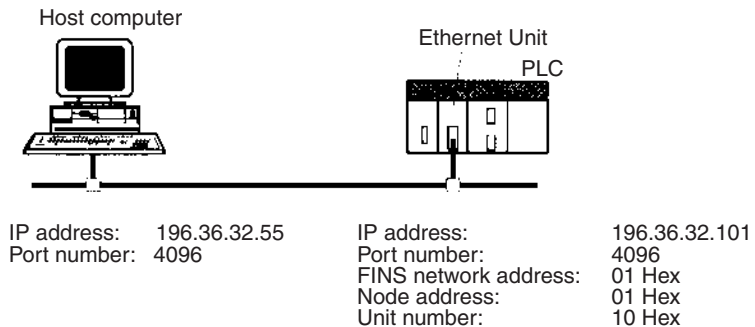 Host computer
Ethernet Unit
PLC
IP address: 196.36.32.55
Port number: 4096
IP address: 196.36.32.101
Port number: 4096
FINS network address: 01 Hex
Node address: 01 Hex
Unit number: 10 Hex